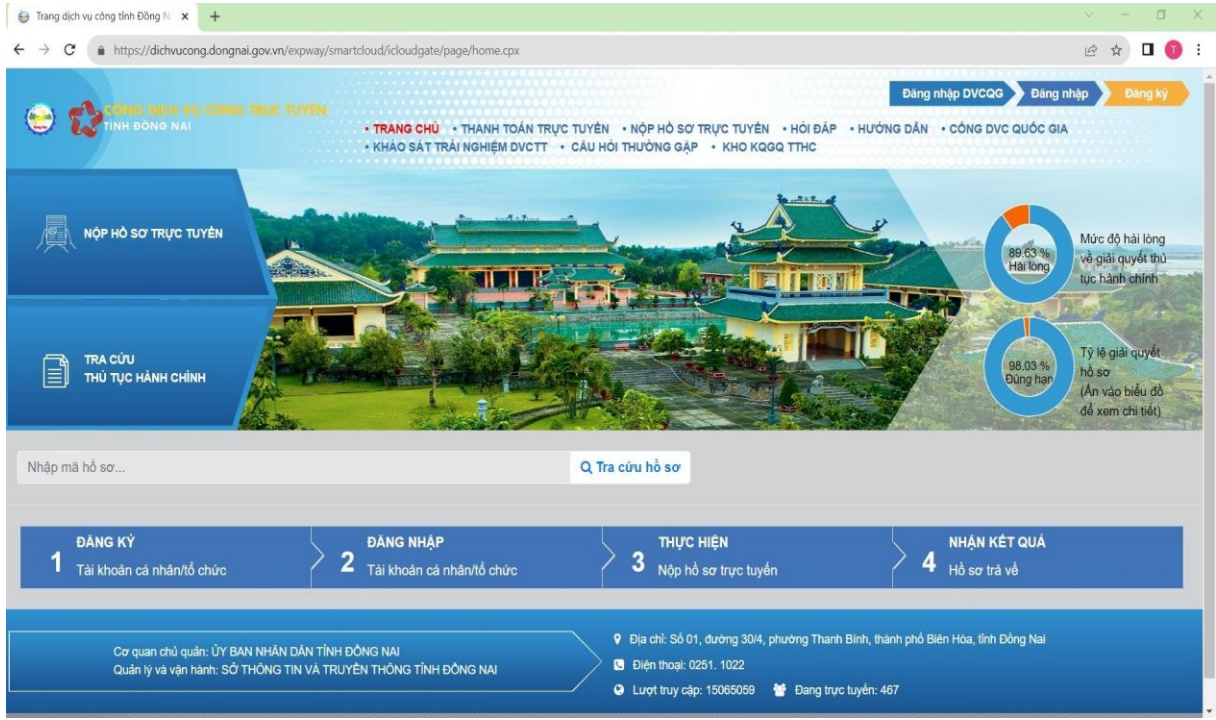 Trang dịch vụ công tỉnh Đồng N
https://dichvucong.dongnai.gov.vn/expway/smartcloud/icloudgate/page/home.cpx
T
Đăng nhập DVCQG
Đăng nhập
Đăng ký
CỔNG DỊCH VỤ CÔNG TRỰC TUYẾN
TỈNH ĐỒNG NAI
• TRANG CHỦ • THANH TOÁN TRỰC TUYẾN • NỘP HỒ SƠ TRỰC TUYẾN • HỎI ĐÁP • HƯỚNG DẪN • CỔNG DVC QUỐC GIA
• KHẢO SÁT TRẢI NGHIỆM DVCTT • CÂU HỎI THƯỜNG GẶP • KHO KQGQ TTHC
NỘP HỒ SƠ TRỰC TUYẾN
TRA CỨU
THỦ TỤC HÀNH CHÍNH
89.63 %
Hài lòng
Mức độ hài lòng
về giải quyết thủ
tục hành chính
98.03 %
Đúng hạn
Tỷ lệ giải quyết
hồ sơ
(Ấn vào biểu đồ
để xem chi tiết)
Nhập mã hồ sơ...
Tra cứu hồ sơ
1
ĐĂNG KÝ
Tài khoản cá nhân/tổ chức
2
ĐĂNG NHẬP
Tài khoản cá nhân/tổ chức
3
THỰC HIỆN
Nộp hồ sơ trực tuyến
4
NHẬN KẾT QUẢ
Hồ sơ trả về
Cơ quan chủ quản: ỦY BAN NHÂN DÂN TỈNH ĐỒNG NAI
Quản lý và vận hành: SỞ THÔNG TIN VÀ TRUYỀN THÔNG TỈNH ĐỒNG NAI
Địa chỉ: Số 01, đường 30/4, phường Thanh Bình, thành phố Biên Hòa, tỉnh Đồng Nai
Điện thoại: 0251. 1022
Lượt truy cập: 15065059 Đang trực tuyến: 467